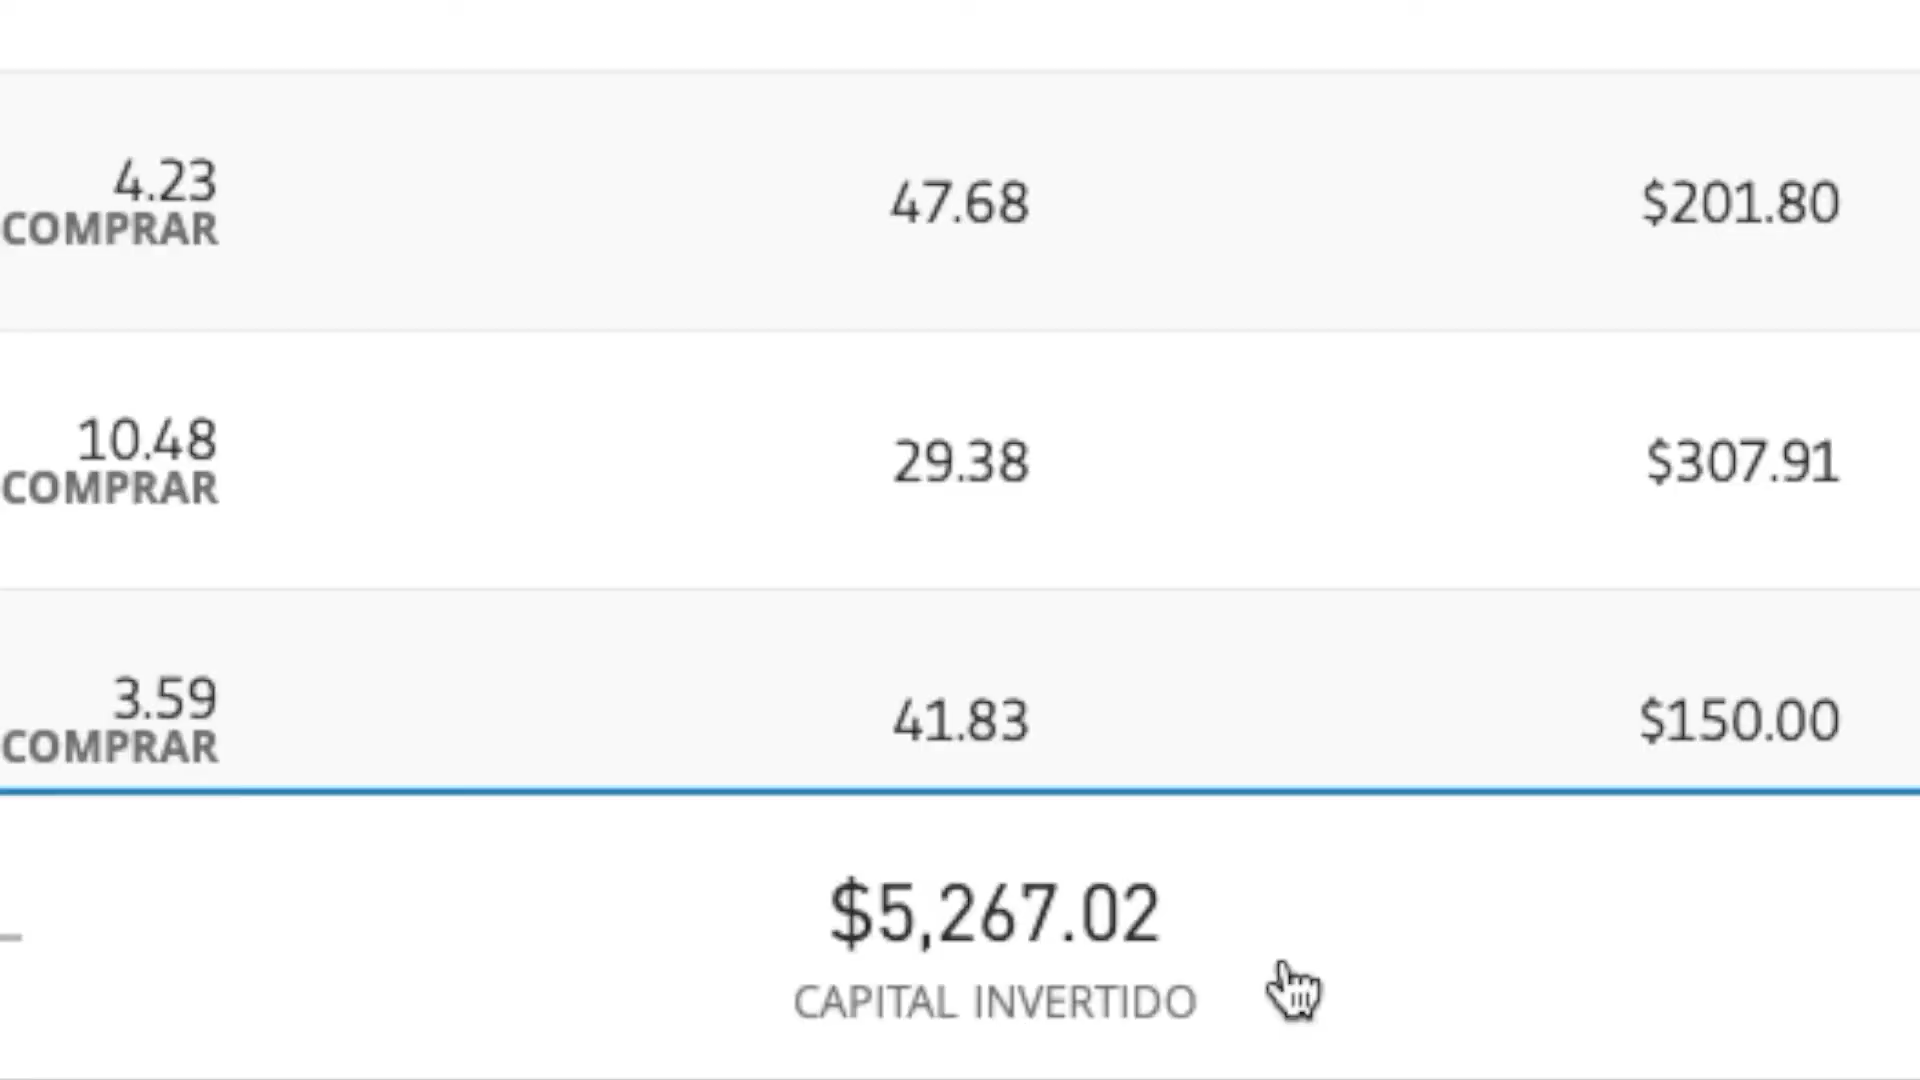 4.23 47.68 $201.80
COMPRAR
10.48 29.38 $307.91
COMPRAR
3.59 41.83 $150.00
COMPRAR
$5,267.02
CAPITAL INVERTIDO